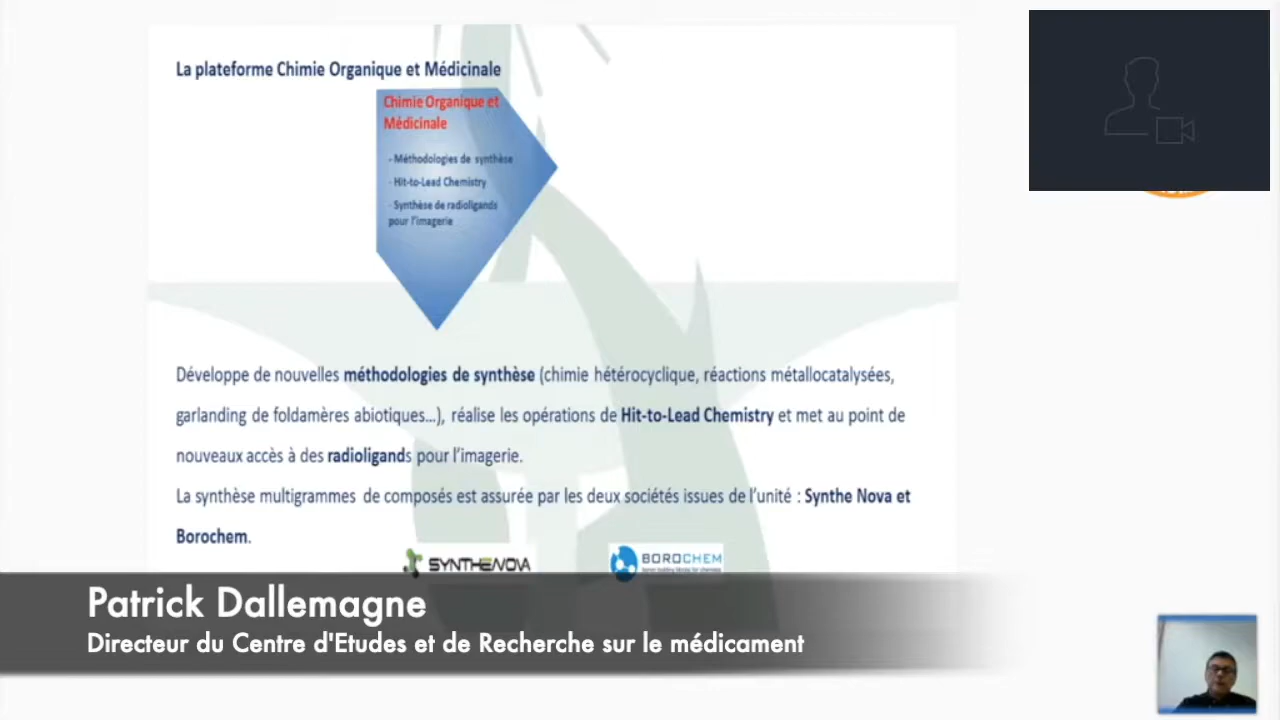 La plateforme Chimie Organique et Médicinale
Chimie Organique et
Médicinale
- Méthodologies de synthèse
- Hit-to-Lead Chemistry
- Synthèse de radioligands
pour l'imagerie
Développe de nouvelles méthodologies de synthèse (chimie hétérocyclique, réactions métallocatalysées,
garlanding de foldamères abiotiques...), réalise les opérations de Hit-to-Lead Chemistry et met au point de
nouveaux accès à des radioligands pour l'imagerie.
La synthèse multigrammes de composés est assurée par les deux sociétés issues de l'unité : Synthe Nova et
Borochem.
SYNTHENOVA
BOROCHEM
Patrick Dallemagne
Directeur du Centre d'Etudes et de Recherche sur le médicament